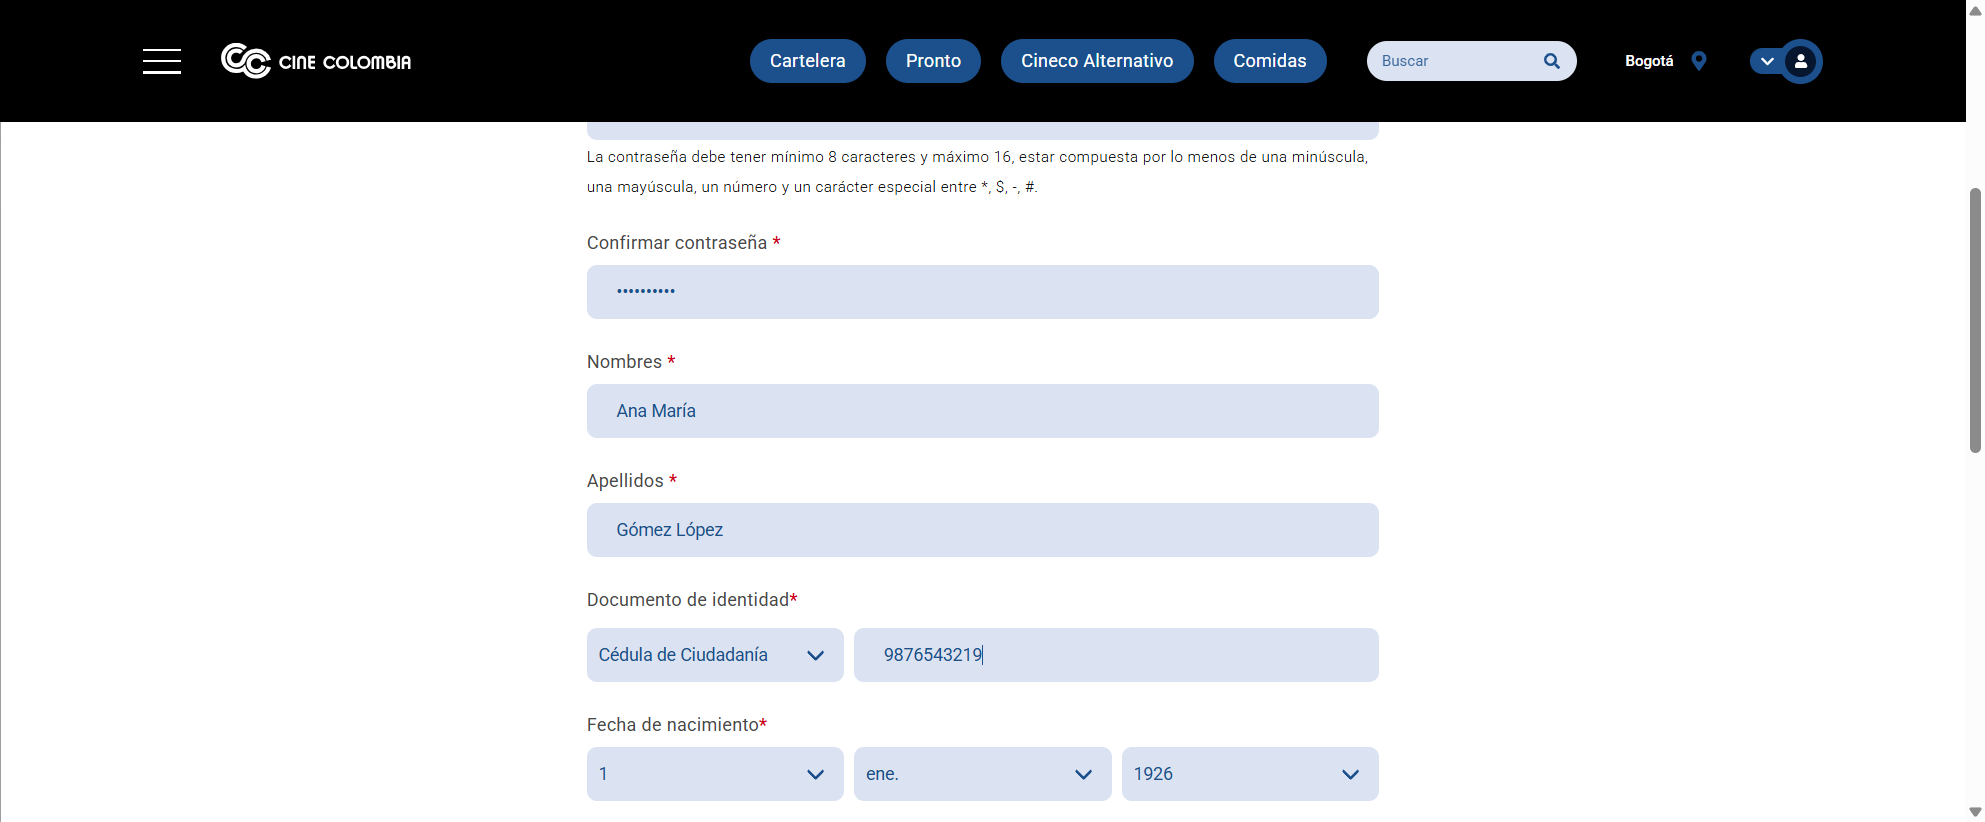 CINE COLOMBIA
Cartelera
Pronto
Cineco Alternativo
Comidas
Buscar
Bogotá
La contraseña debe tener mínimo 8 caracteres y máximo 16, estar compuesta por lo menos de una minúscula,
una mayúscula, un número y un carácter especial entre *, $, -, #.
Confirmar contraseña *
••••••••••
Nombres *
Ana María
Apellidos *
Gómez López
Documento de identidad*
Cédula de Ciudadanía
9876543219
Fecha de nacimiento*
1
ene.
1926